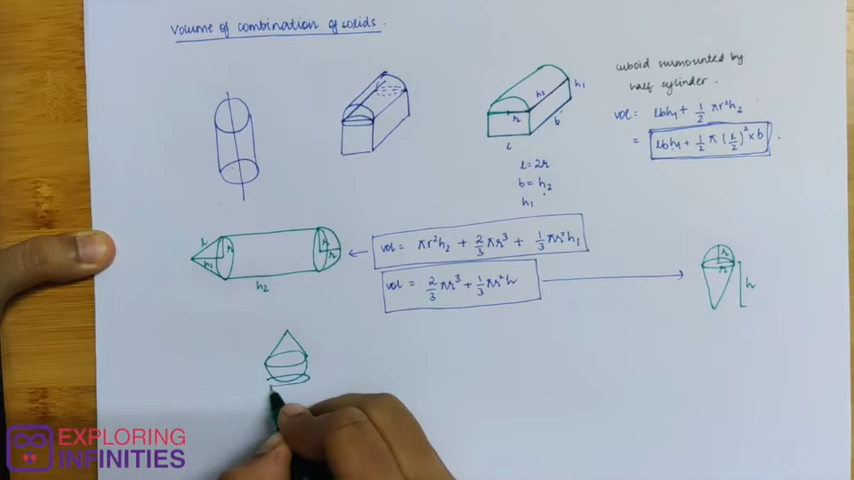 Volume of combination of solids.
cuboid surmounted by
half cylinder.
vol = lbh₁ + 1/2 πr²h₂
= lbh₁ + 1/2 π (l/2)² × b
h₂
h₁
r
b
l
l = 2r
b = h₂
h₁
l
r
h₁
r
r
h₂
vol = πr²h₂ + 2/3 πr³ + 1/3 πr²h₁
vol = 2/3 πr³ + 1/3 πr²h
r
r
h
EXPLORING
INFINITIES